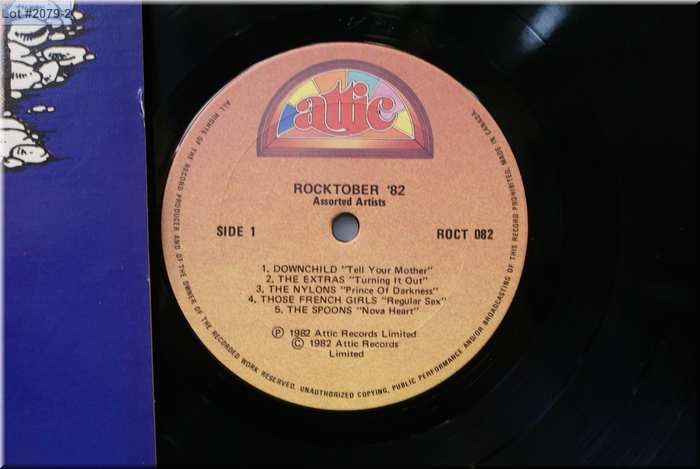 Lot #2079-2
attic
ROCKTOBER '82
Assorted Artists
SIDE 1
ROCT 082
1. DOWNCHILD "Tell Your Mother"
2. THE EXTRAS "Turning It Out"
3. THE NYLONS "Prince Of Darkness"
4. THOSE FRENCH GIRLS "Regular Sex"
5. THE SPOONS "Nova Heart"
Ⓟ 1982 Attic Records Limited
© 1982 Attic Records
Limited
ALL RIGHTS OF THE RECORD PRODUCER AND OF THE OWNER OF THE RECORDED WORK RESERVED. UNAUTHORIZED COPYING, PUBLIC PERFORMANCE AND/OR BROADCASTING OF THIS RECORD PROHIBITED. MADE IN CANADA.